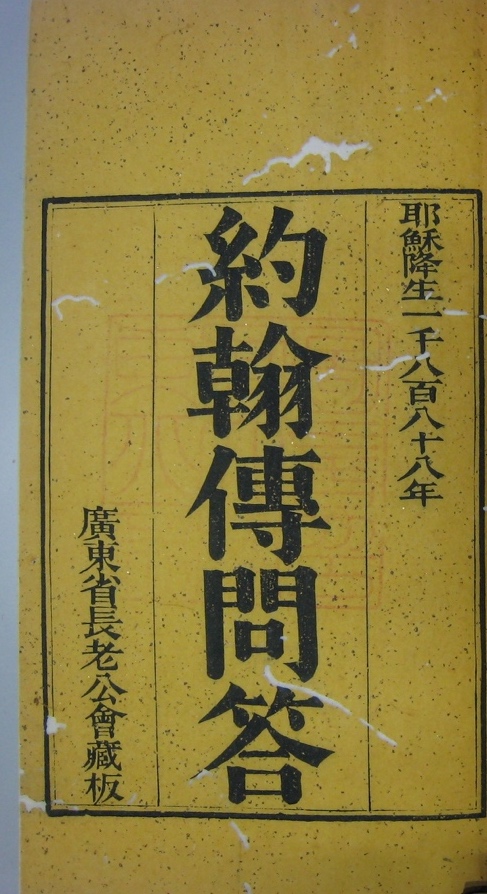 耶穌降生一千八百八十八年
約翰傳問答
廣東省長老公會藏板